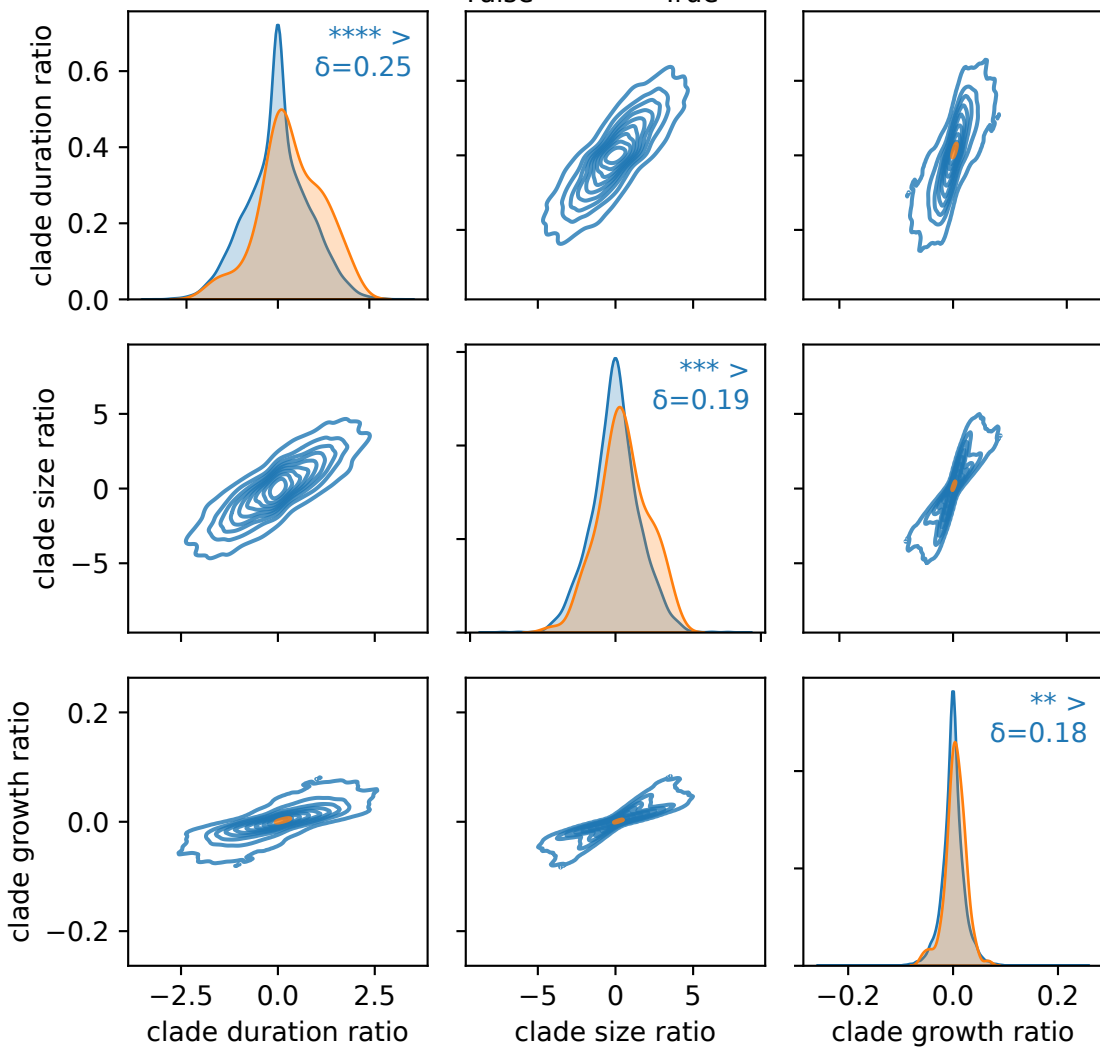 True
clade duration ratio
0.6
0.4
0.2
0.0
**** >
δ=0.25
clade size ratio
5
0
−5
*** >
δ=0.19
clade growth ratio
0.2
0.0
−0.2
** >
δ=0.18
−2.5 0.0 2.5
−5 0 5
−0.2 0.0 0.2
clade duration ratio
clade size ratio
clade growth ratio